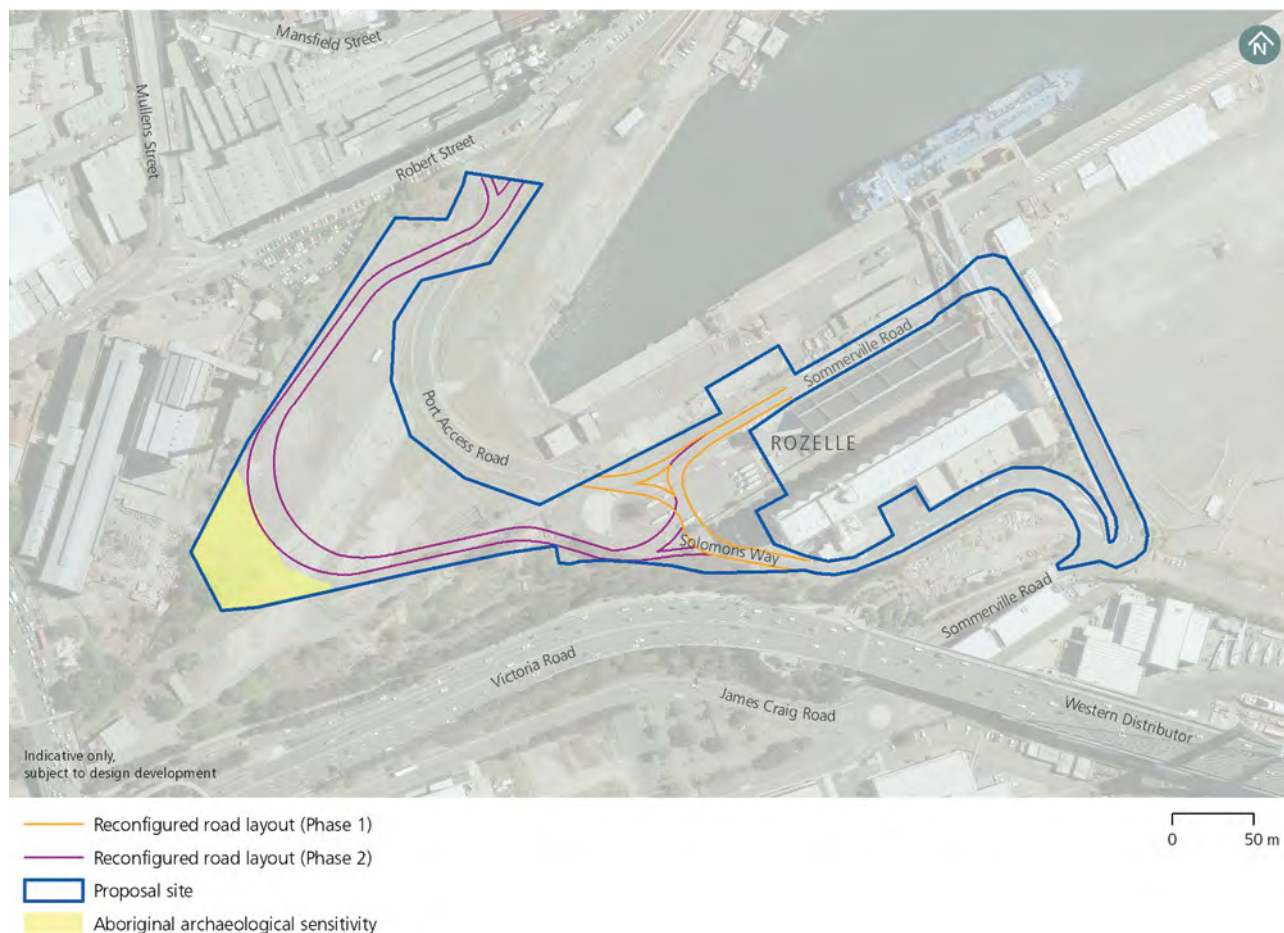 Mansfield Street
N
Mullens Street
Robert Street
Sommerville Road
Port Access Road
ROZELLE
Solomons Way
Sommerville Road
Victoria Road
James Craig Road
Western Distributor
Indicative only,
subject to design development
Reconfigured road layout (Phase 1)
0 50 m
Reconfigured road layout (Phase 2)
Proposal site
Aboriginal archaeological sensitivity